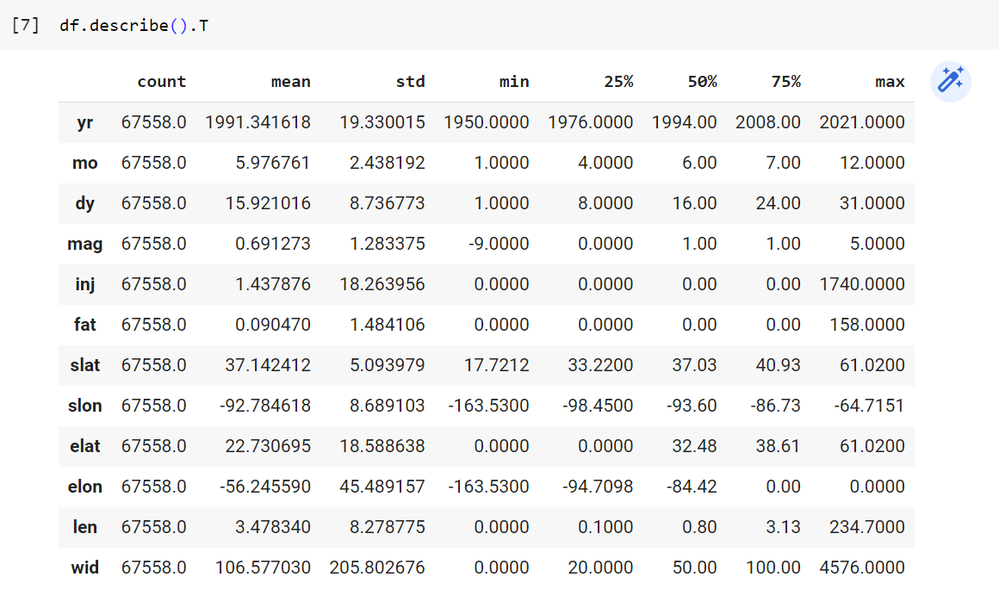 [7] df.describe().T
count mean std min 25% 50% 75% max
yr 67558.0 1991.341618 19.330015 1950.0000 1976.0000 1994.00 2008.00 2021.0000
mo 67558.0 5.976761 2.438192 1.0000 4.0000 6.00 7.00 12.0000
dy 67558.0 15.921016 8.736773 1.0000 8.0000 16.00 24.00 31.0000
mag 67558.0 0.691273 1.283375 -9.0000 0.0000 1.00 1.00 5.0000
inj 67558.0 1.437876 18.263956 0.0000 0.0000 0.00 0.00 1740.0000
fat 67558.0 0.090470 1.484106 0.0000 0.0000 0.00 0.00 158.0000
slat 67558.0 37.142412 5.093979 17.7212 33.2200 37.03 40.93 61.0200
slon 67558.0 -92.784618 8.689103 -163.5300 -98.4500 -93.60 -86.73 -64.7151
elat 67558.0 22.730695 18.588638 0.0000 0.0000 32.48 38.61 61.0200
elon 67558.0 -56.245590 45.489157 -163.5300 -94.7098 -84.42 0.00 0.0000
len 67558.0 3.478340 8.278775 0.0000 0.1000 0.80 3.13 234.7000
wid 67558.0 106.577030 205.802676 0.0000 20.0000 50.00 100.00 4576.0000